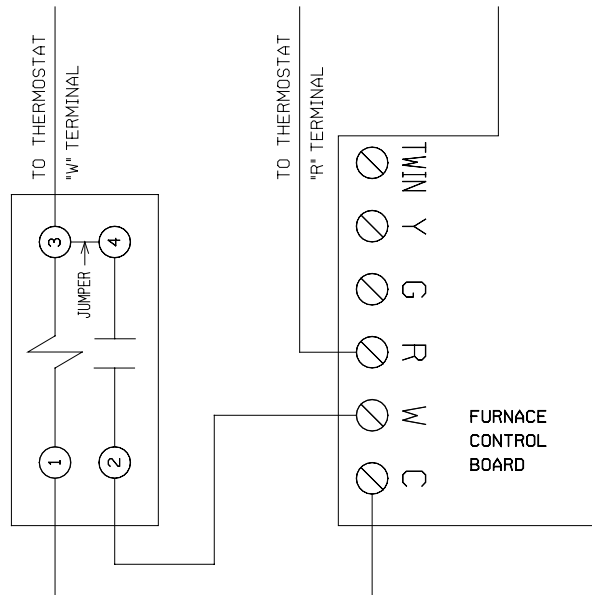 TO THERMOSTAT
"W" TERMINAL
TO THERMOSTAT
"R" TERMINAL
TWIN
Y
G
R
W
C
3
4
JUMPER
1
2
FURNACE
CONTROL
BOARD